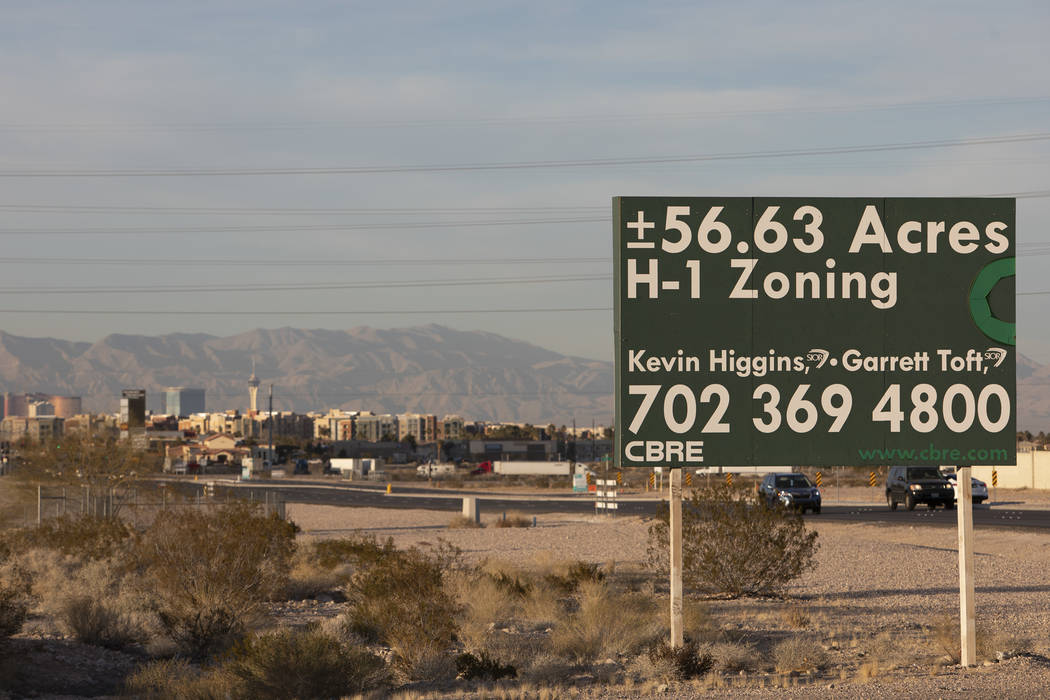 ±56.63 Acres
H-1 Zoning
Kevin Higgins, SIOR • Garrett Toft, SIOR
702 369 4800
CBRE www.cbre.com